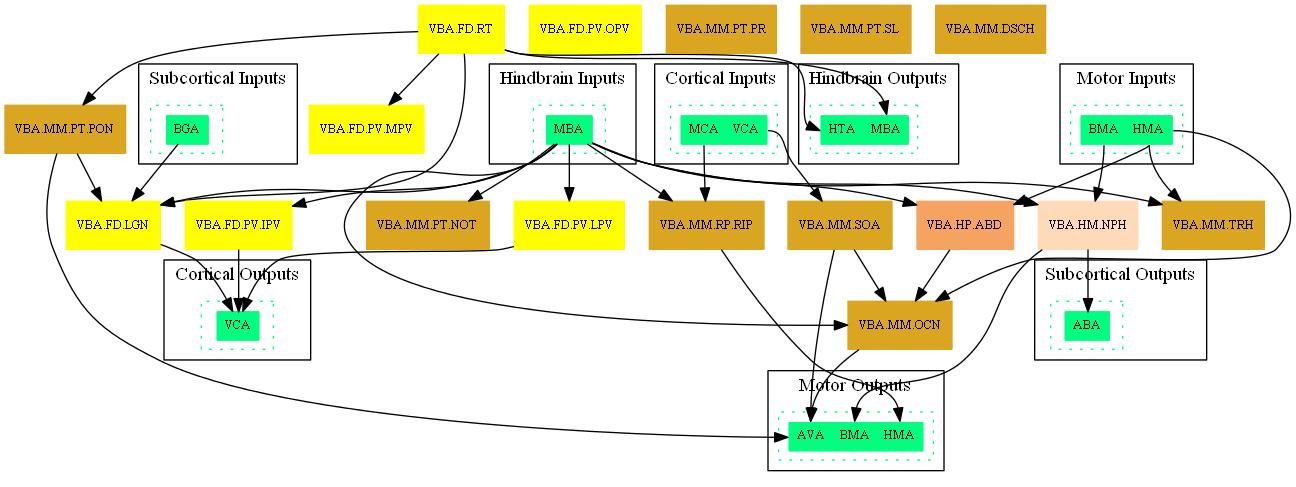 VBA.FD.RT
VBA.FD.PV.OPV
VBA.MM.PT.PR
VBA.MM.PT.SL
VBA.MM.DSCH
Subcortical Inputs
Hindbrain Inputs
Cortical Inputs
Hindbrain Outputs
Motor Inputs
VBA.MM.PT.PON
BGA
VBA.FD.PV.MPV
MBA
MCA VCA
HTA MBA
BMA HMA
VBA.FD.LGN
VBA.FD.PV.IPV
VBA.MM.PT.NOT
VBA.FD.PV.LPV
VBA.MM.RP.RIP
VBA.MM.SOA
VBA.HP.ABD
VBA.HM.NPH
VBA.MM.TRH
Cortical Outputs
Subcortical Outputs
VCA
VBA.MM.OCN
ABA
Motor Outputs
AVA BMA HMA